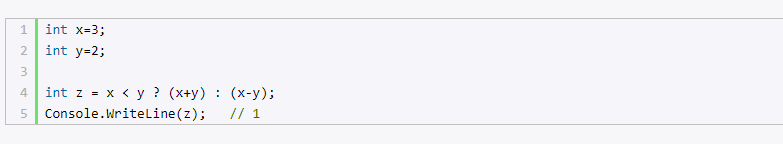 1 int x=3;
2 int y=2;
3
4 int z = x < y ? (x+y) : (x-y);
5 Console.WriteLine(z);   // 1